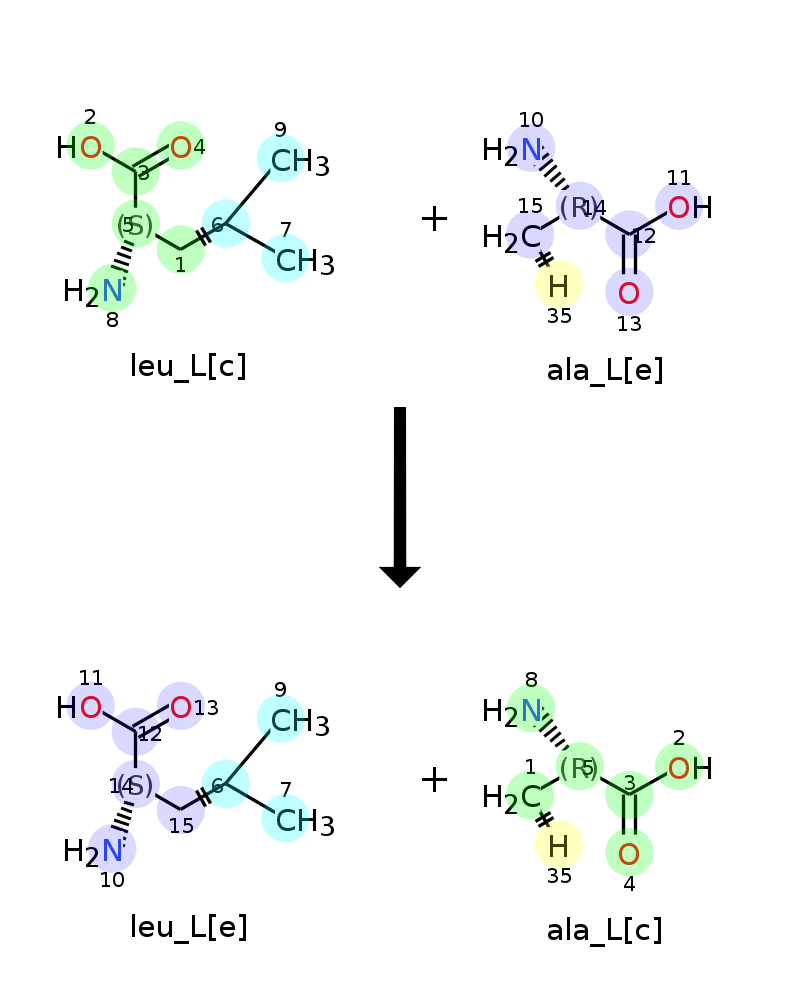 2 9 10
HO O4 CH3 H2N 11
3 15 (R)14 OH
5(S) 6 7 + H2C 12
1 CH3 H O
H2N 35 13
8
leu_L[c] ala_L[e]
11 9 8
HO O13 CH3 H2N 2
12 1 (R)5 OH
14(S) 6 7 + H2C 3
15 CH3 H O
H2N 35 4
10
leu_L[e] ala_L[c]